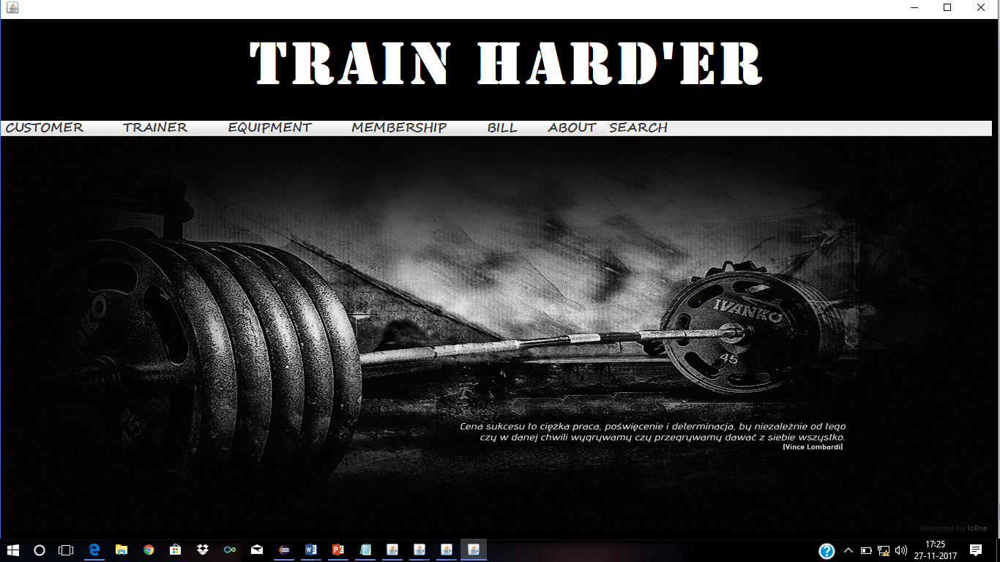 TRAIN HARD'ER
CUSTOMER TRAINER EQUIPMENT MEMBERSHIP BILL ABOUT SEARCH
IVANKO
45
NKO
45
Cena sukcesu to ciężka praca, poświęcenie i determinacja, by niezależnie od tego
czy w danej chwili wygrywamy czy przegrywamy dawać z siebie wszystko.
(Vince Lombardi)
Designed by IcOne
17:25
27-11-2017